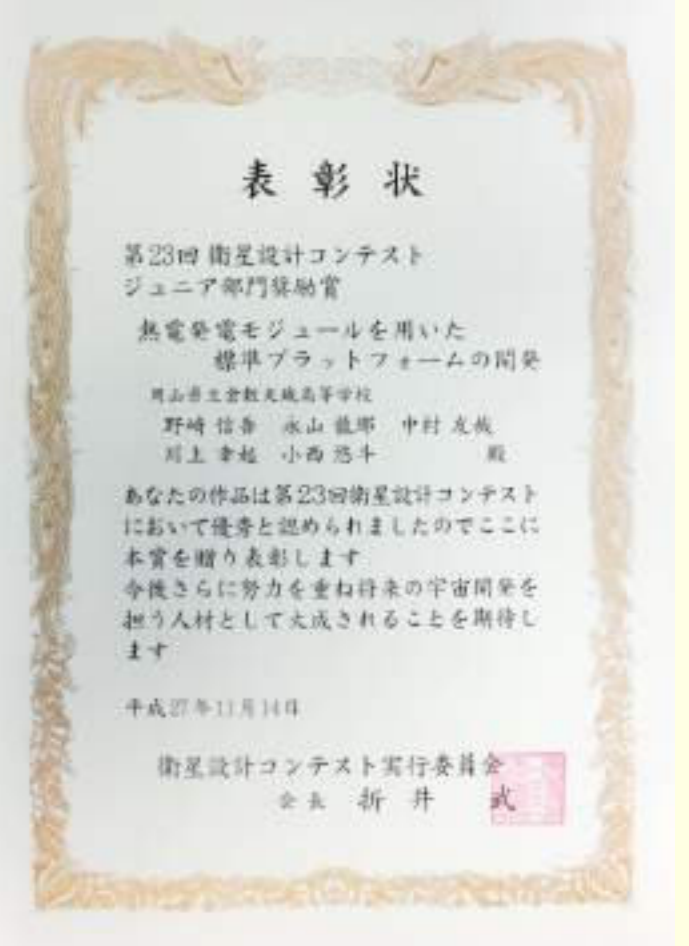 表彰状
第23回 衛星設計コンテスト
ジュニア部門奨励賞
熱電発電モジュールを用いた
標準プラットフォームの開発
岡山県立倉敷天城高等学校
野崎 信吾 永山 龍那 中村 友哉
川上 幸起 小西 悠斗 殿
あなたの作品は第23回衛星設計コンテスト
において優秀と認められましたのでここに
本賞を贈り表彰します
今後さらに努力を重ね将来の宇宙開発を
担う人材として大成されることを期待し
ます
平成27年11月14日
衛星設計コンテスト実行委員会
会長 折井 武